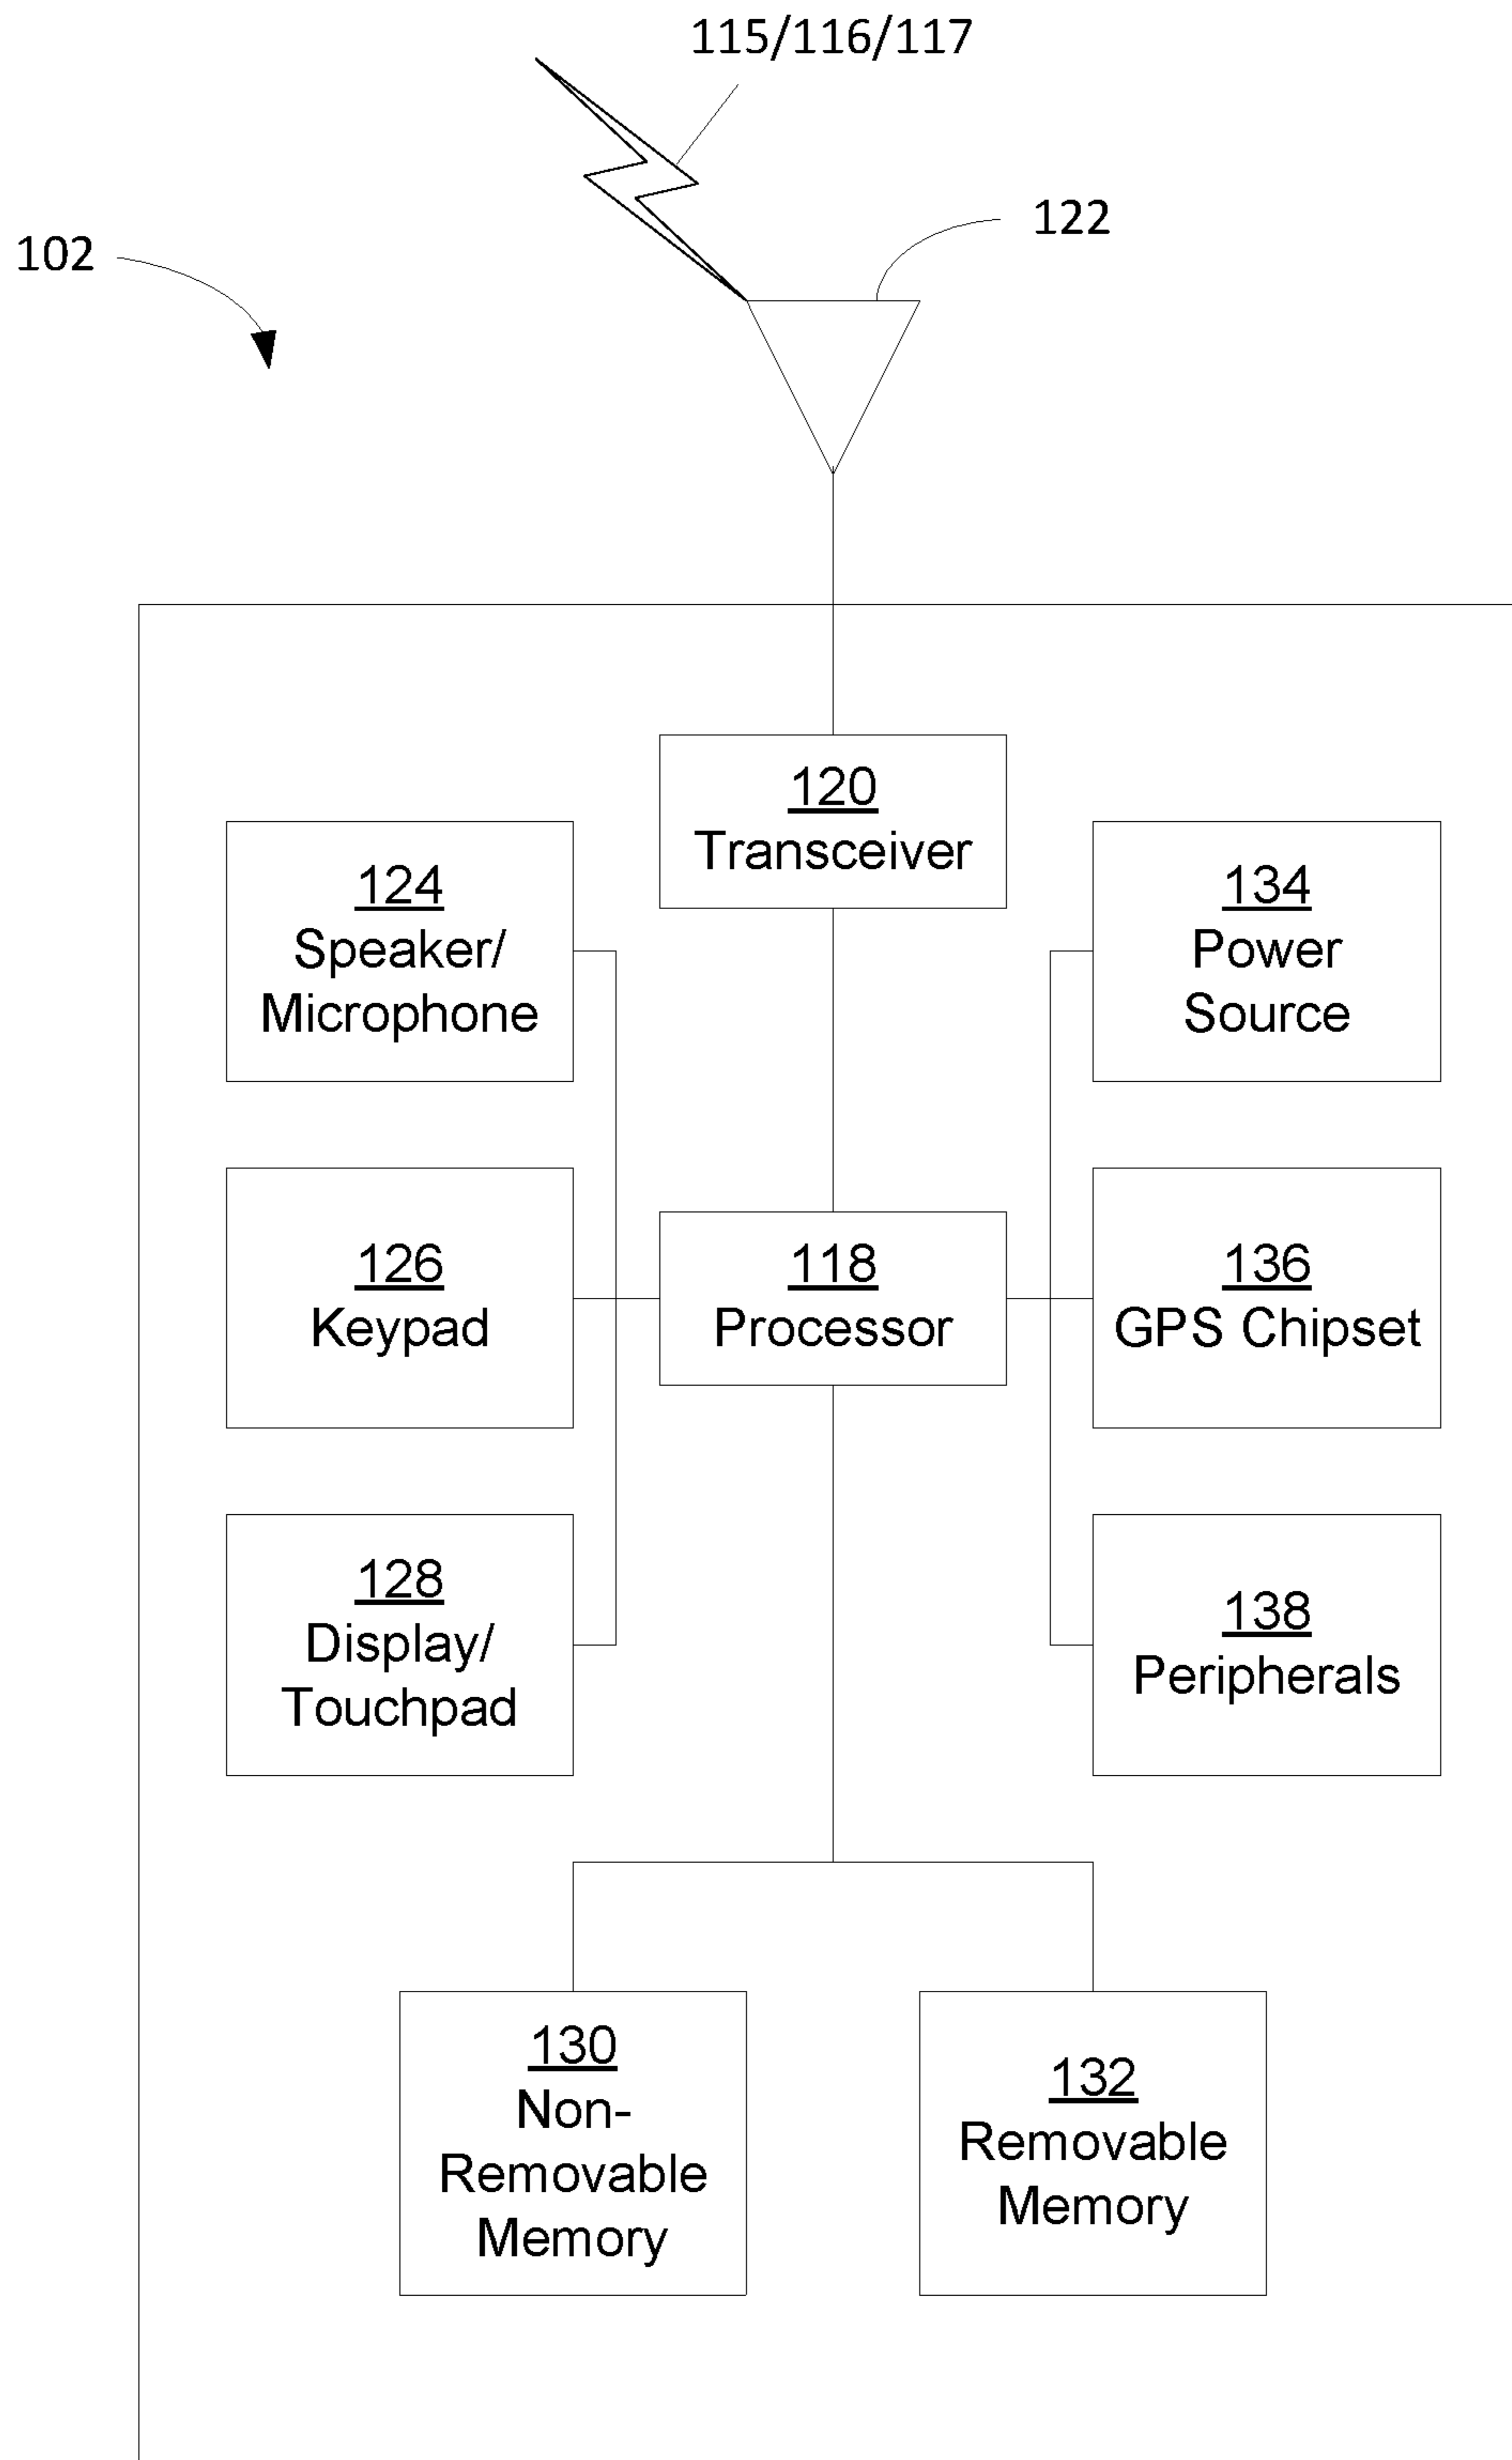 115/116/117
122
102
120
Transceiver
124
Speaker/
Microphone
134
Power
Source
126
Keypad
118
Processor
136
GPS Chipset
128
Display/
Touchpad
138
Peripherals
130
Non-
Removable
Memory
132
Removable
Memory